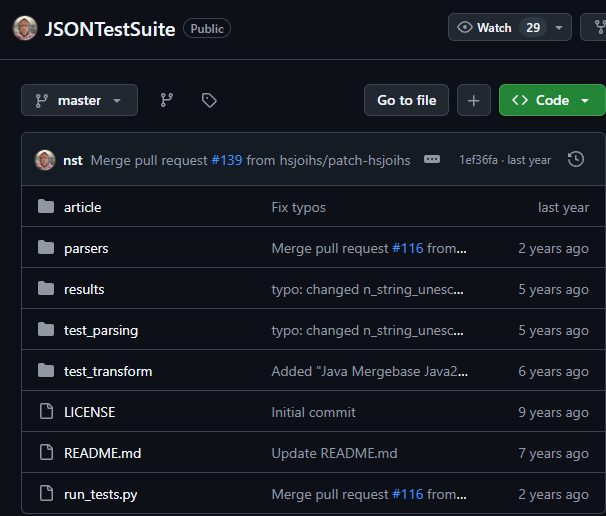 JSONTestSuite Public Watch 29
master Go to file Code
nst Merge pull request #139 from hsjoihs/patch-hsjoihs 1ef36fa · last year
article Fix typos last year
parsers Merge pull request #116 from... 2 years ago
results typo: changed n_string_unesc... 5 years ago
test_parsing typo: changed n_string_unesc... 5 years ago
test_transform Added "Java Mergebase Java2... 6 years ago
LICENSE Initial commit 9 years ago
README.md Update README.md 7 years ago
run_tests.py Merge pull request #116 from... 2 years ago